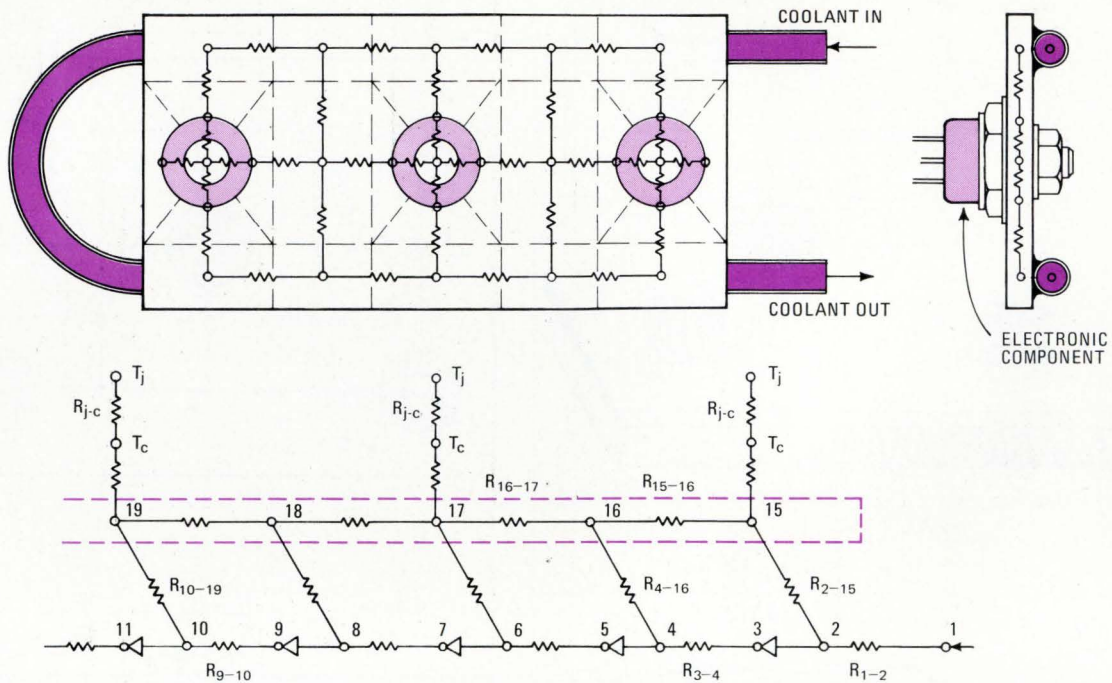 COOLANT IN
COOLANT OUT
ELECTRONIC
COMPONENT
Tj Tj Tj
Rj-c Rj-c Rj-c
Tc Tc Tc
R16-17 R15-16
19 18 17 16 15
R10-19 R4-16 R2-15
11 10 9 8 7 6 5 4 3 2 1
R9-10 R3-4 R1-2